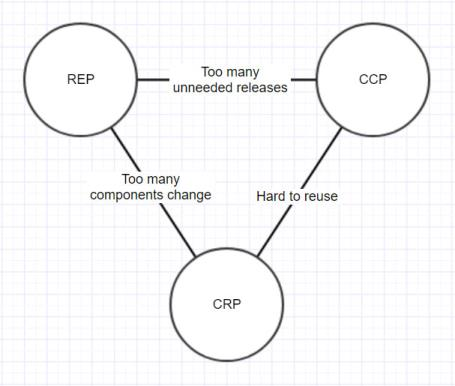 REP
Too many
unneeded releases
CCP
Too many
components change
Hard to reuse
CRP